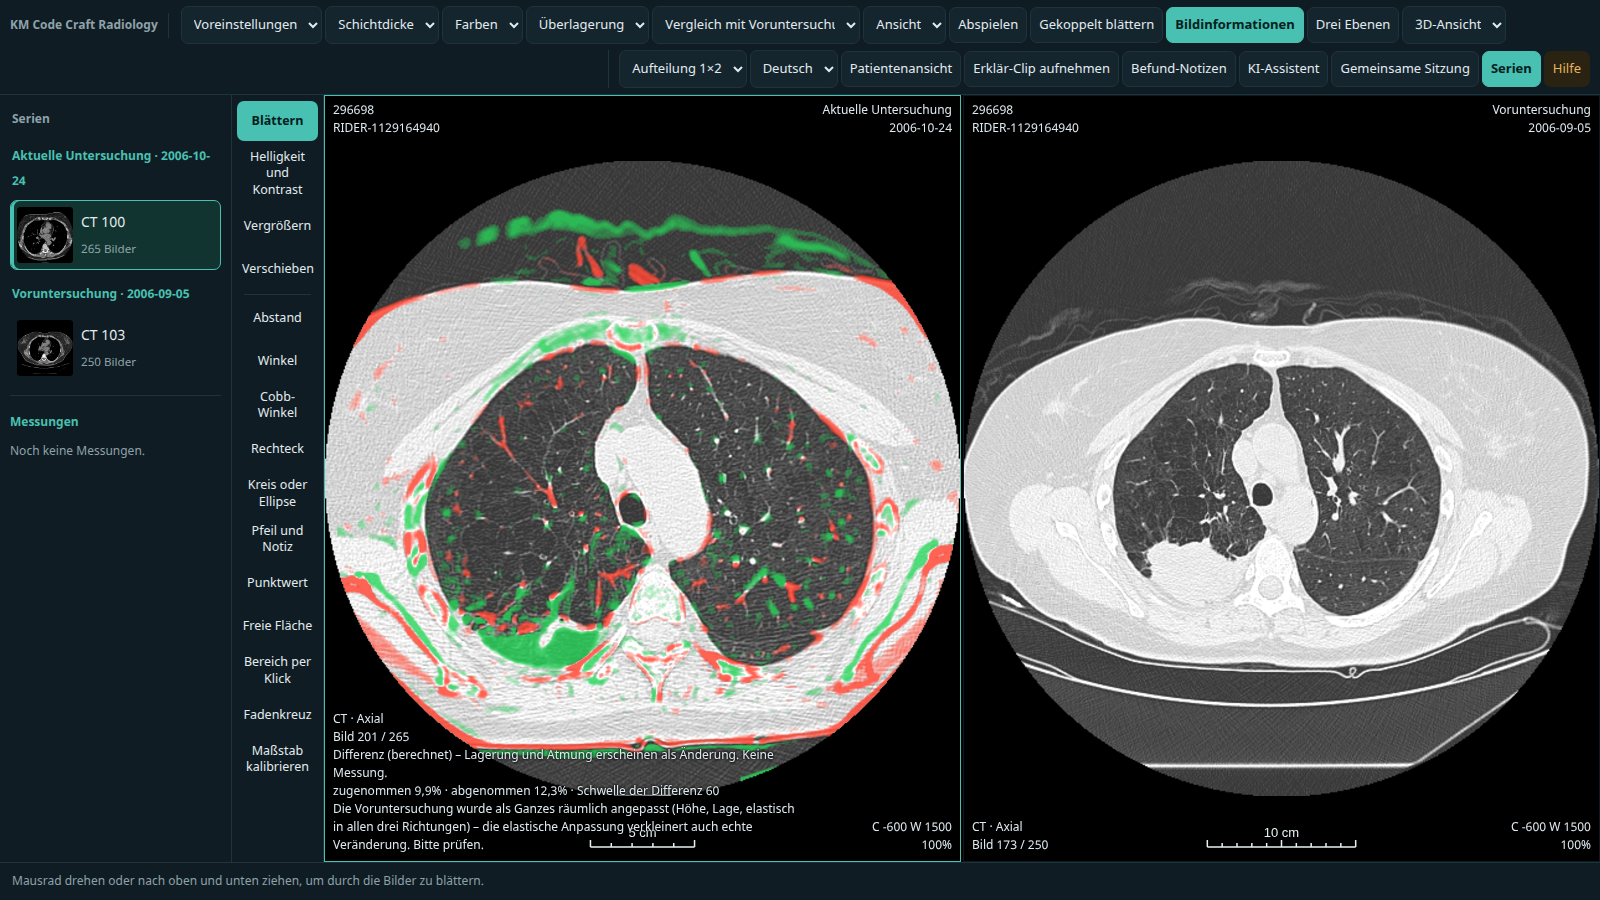 KM Code Craft Radiology
Voreinstellungen
Schichtdicke
Farben
Überlagerung
Vergleich mit Voruntersuchu
Ansicht
Abspielen
Gekoppelt blättern
Bildinformationen
Drei Ebenen
3D-Ansicht
Aufteilung 1×2
Deutsch
Patientenansicht
Erklär-Clip aufnehmen
Befund-Notizen
KI-Assistent
Gemeinsame Sitzung
Serien
Hilfe
Serien
Aktuelle Untersuchung · 2006-10-
24
CT 100
265 Bilder
Voruntersuchung · 2006-09-05
CT 103
250 Bilder
Messungen
Noch keine Messungen.
Blättern
Helligkeit
und
Kontrast
Vergrößern
Verschieben
Abstand
Winkel
Cobb-
Winkel
Rechteck
Kreis oder
Ellipse
Pfeil und
Notiz
Punktwert
Freie Fläche
Bereich per
Klick
Fadenkreuz
Maßstab
kalibrieren
296698
RIDER-1129164940
Aktuelle Untersuchung
2006-10-24
CT · Axial
Bild 201 / 265
Differenz (berechnet) – Lagerung und Atmung erscheinen als Änderung. Keine
Messung.
zugenommen 9,9% · abgenommen 12,3% · Schwelle der Differenz 60
Die Voruntersuchung wurde als Ganzes räumlich angepasst (Höhe, Lage, elastisch
in allen drei Richtungen) – die elastische Anpassung verkleinert auch echte
Veränderung. Bitte prüfen.
5 cm
C -600 W 1500
100%
296698
RIDER-1129164940
Voruntersuchung
2006-09-05
CT · Axial
Bild 173 / 250
10 cm
C -600 W 1500
100%
Mausrad drehen oder nach oben und unten ziehen, um durch die Bilder zu blättern.